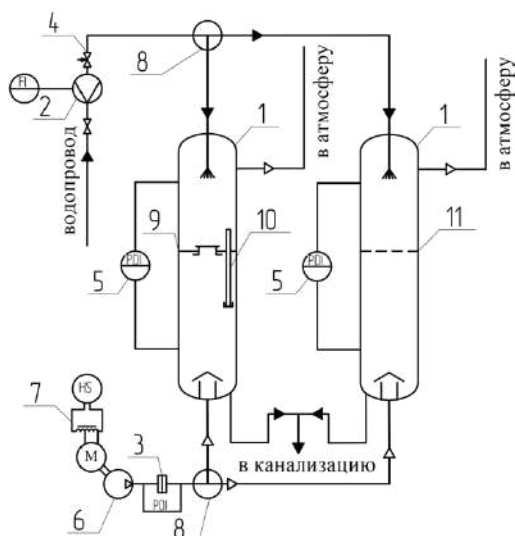 4
8
FI
2
1
1
водопровод
в атмосферу
в атмосферу
9
10
11
PDI
PDI
5
5
HS
7
3
M
в канализацию
PDI
6
8